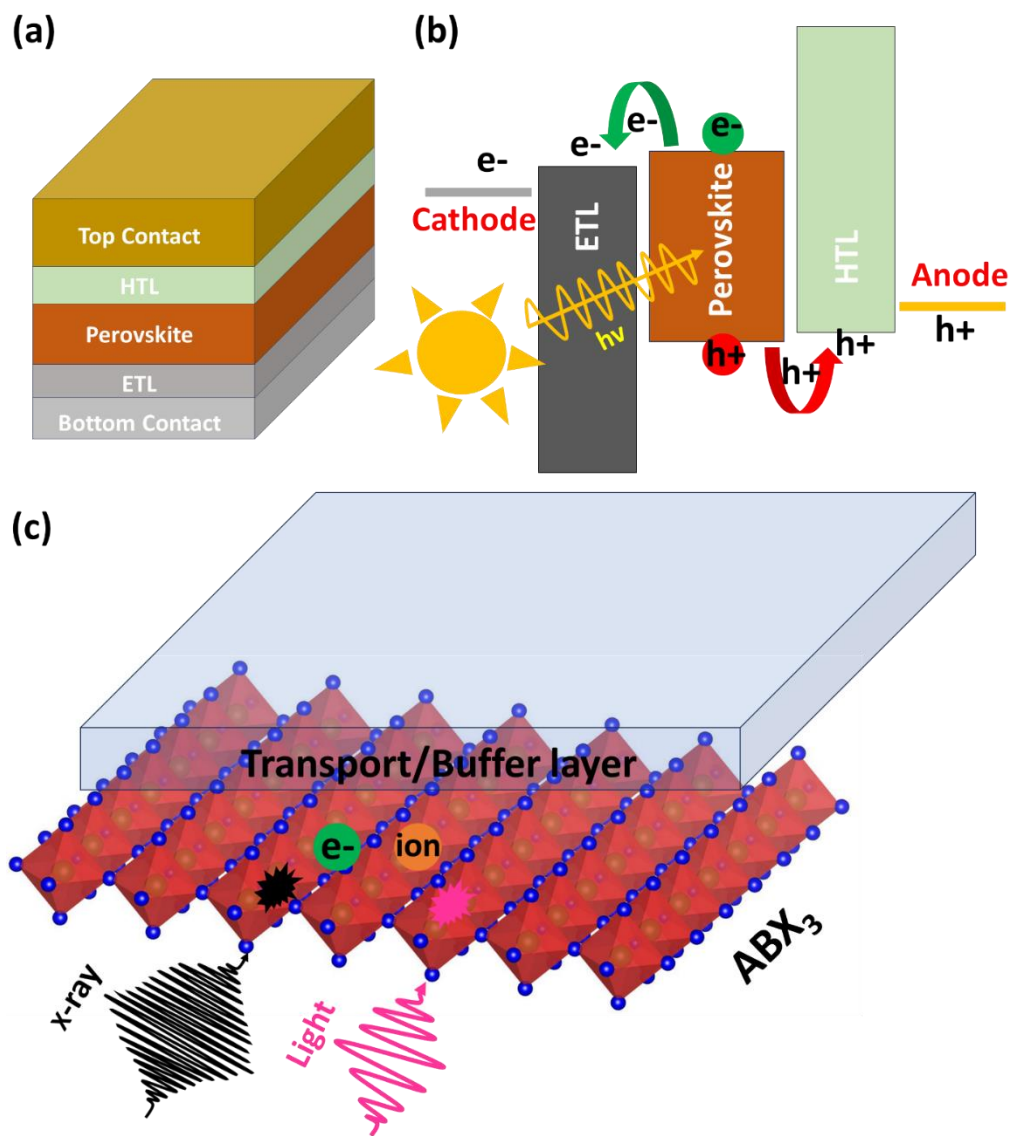 (a)
Top Contact
HTL
Perovskite
ETL
Bottom Contact
(b)
e-
Cathode
e-
ETL
e-
e-
Perovskite
hν
h+
h+
HTL
h+
Anode
h+
(c)
Transport/Buffer layer
e-
ion
ABX₃
x-ray
Light